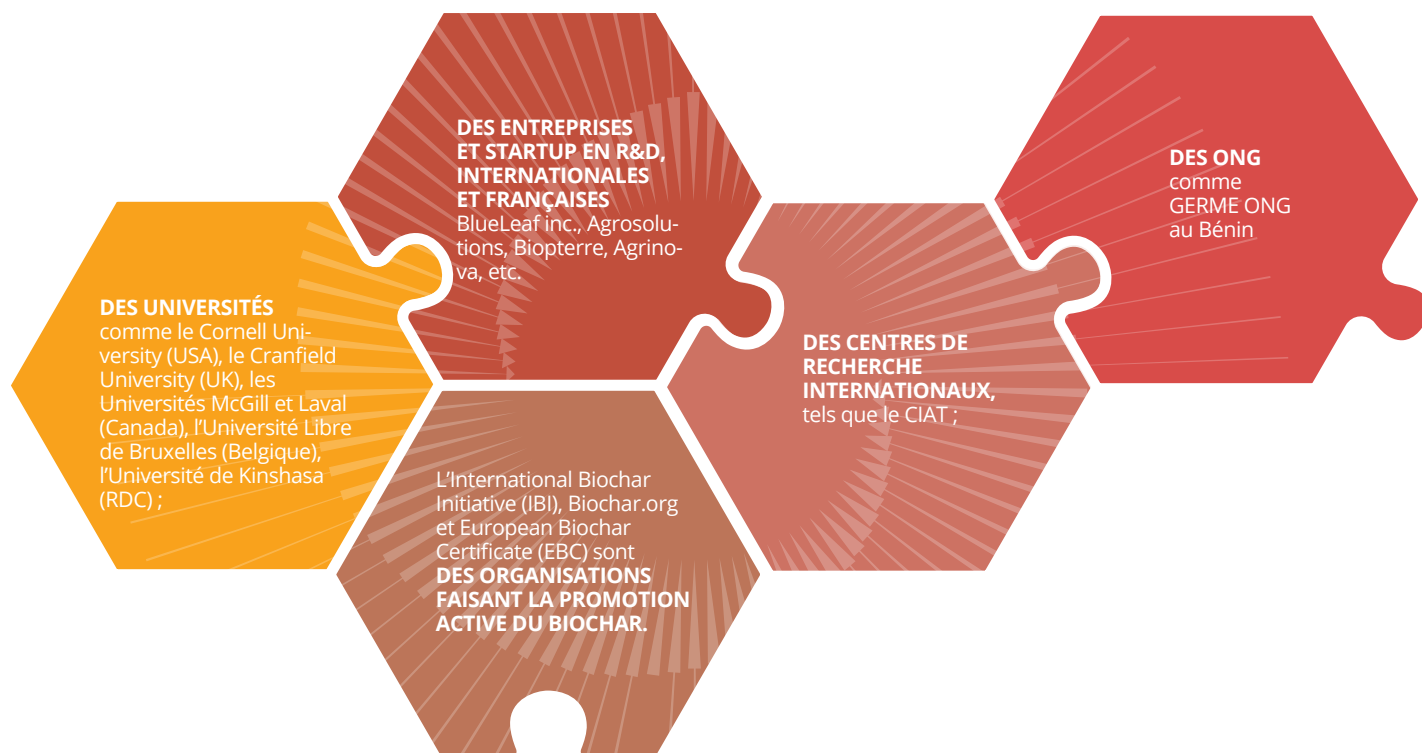 DES UNIVERSITÉS
comme le Cornell Uni-
versity (USA), le Cranfield
University (UK), les
Universités McGill et Laval
(Canada), l’Université Libre
de Bruxelles (Belgique),
l’Université de Kinshasa
(RDC) ;
DES ENTREPRISES
ET STARTUP EN R&D,
INTERNATIONALES
ET FRANÇAISES
BlueLeaf inc., Agrosolu-
tions, Biopterre, Agrino-
va, etc.
L’International Biochar
Initiative (IBI), Biochar.org
et European Biochar
Certificate (EBC) sont
DES ORGANISATIONS
FAISANT LA PROMOTION
ACTIVE DU BIOCHAR.
DES CENTRES DE
RECHERCHE
INTERNATIONAUX,
tels que le CIAT ;
DES ONG
comme
GERME ONG
au Bénin